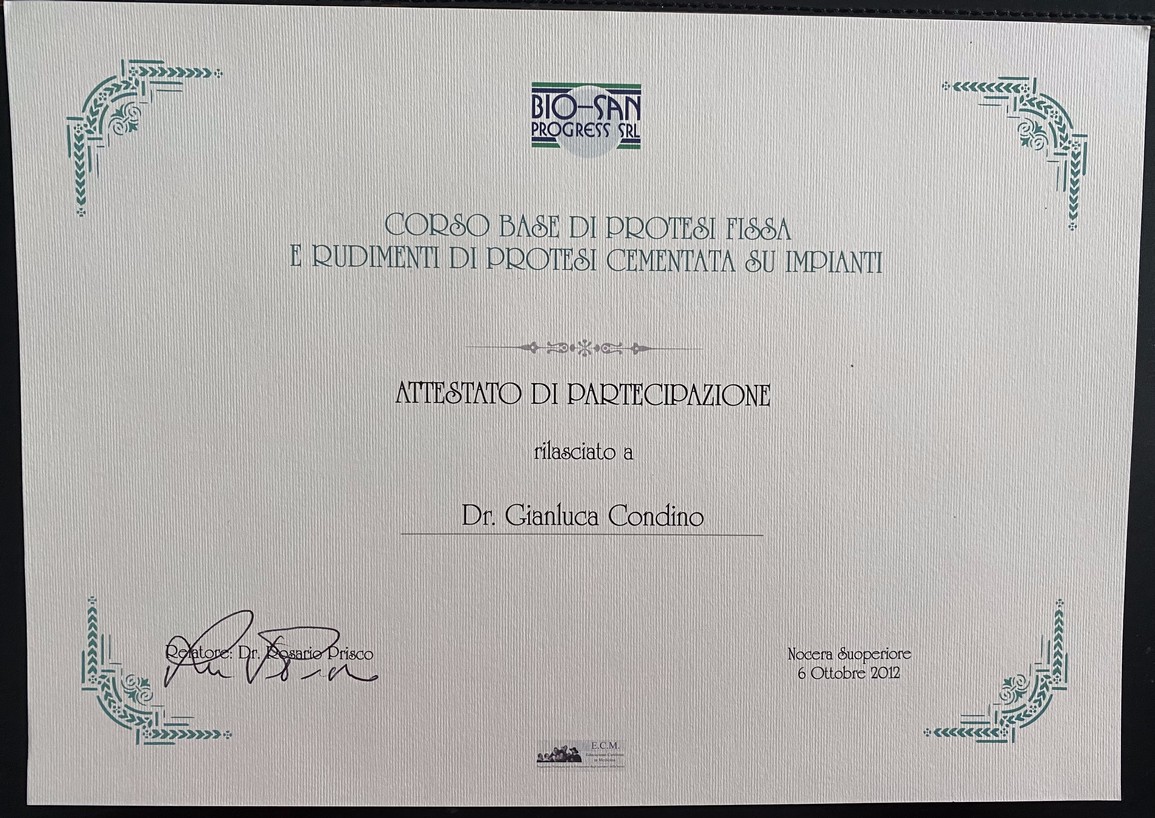 BIO-SAN
PROGRESS SRL
CORSO BASE DI PROTESI FISSA
E RUDIMENTI DI PROTESI CEMENTATA SU IMPIANTI
ATTESTATO DI PARTECIPAZIONE
rilasciato a
Dr. Gianluca Condino
Relatore: Dr. Rosario Prisco
Nocera Suoperiore
6 Ottobre 2012
E.C.M.